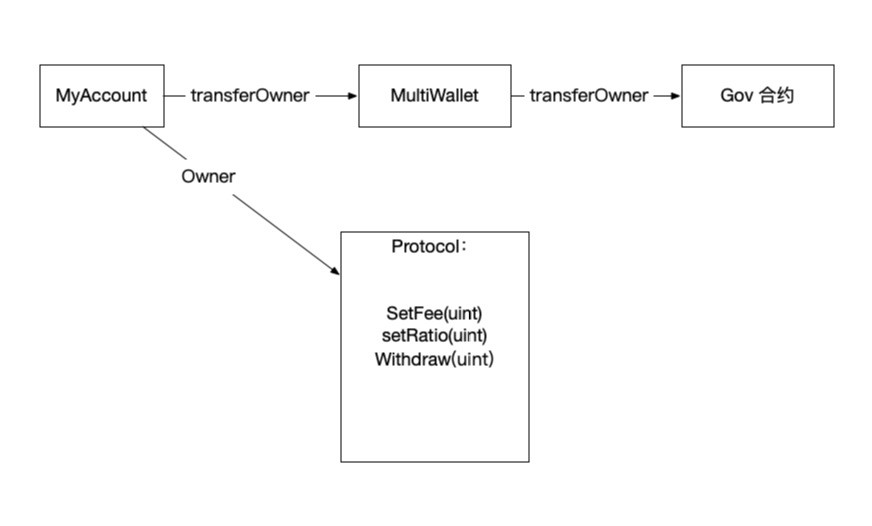 MyAccount
transferOwner
MultiWallet
transferOwner
Gov 合约
Owner
Protocol：
SetFee(uint)
setRatio(uint)
Withdraw(uint)